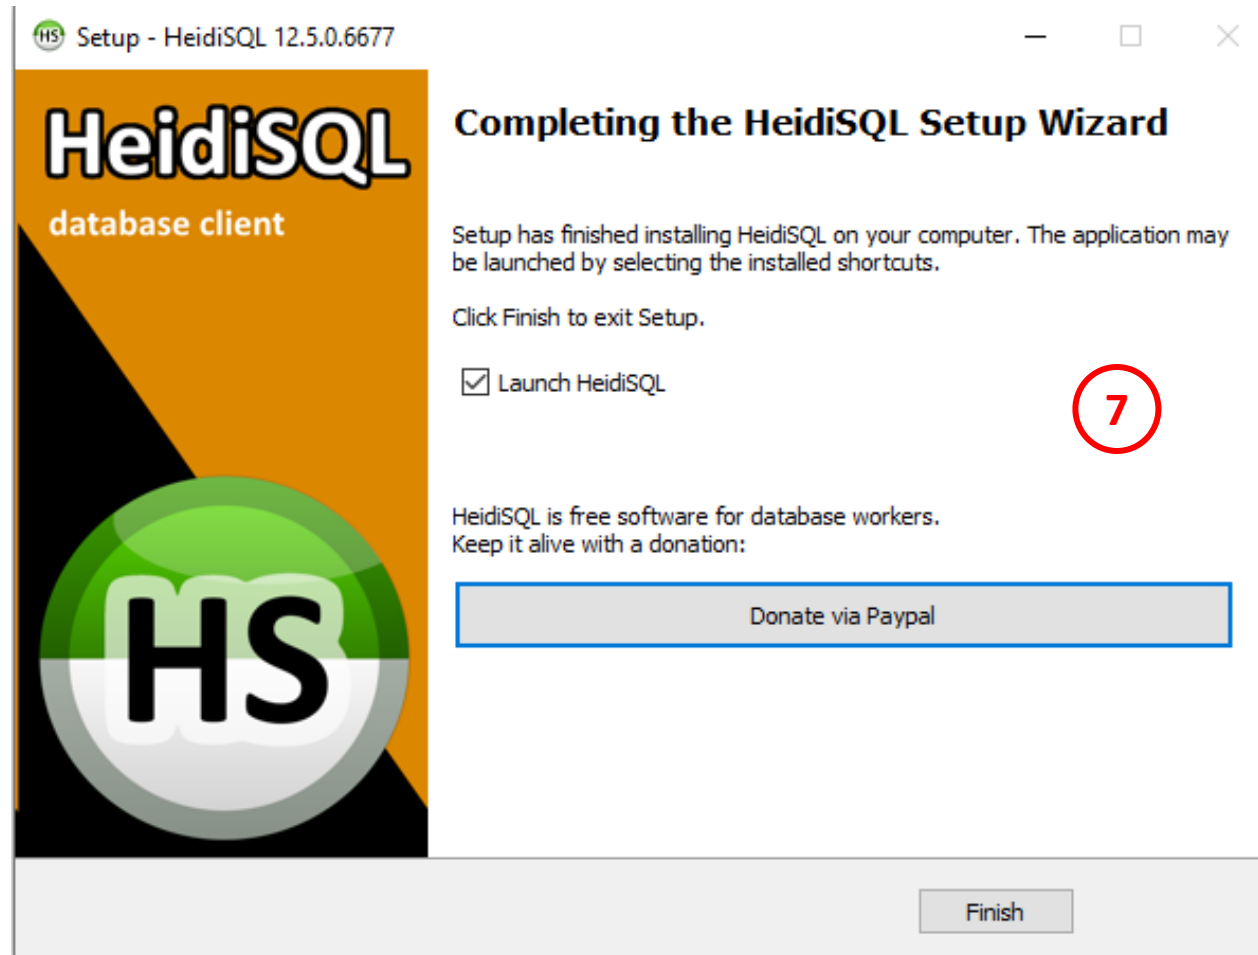 HS Setup - HeidiSQL 12.5.0.6677
HeidiSQL
database client
Completing the HeidiSQL Setup Wizard
Setup has finished installing HeidiSQL on your computer. The application may
be launched by selecting the installed shortcuts.
Click Finish to exit Setup.
Launch HeidiSQL
7
HeidiSQL is free software for database workers.
Keep it alive with a donation:
Donate via Paypal
HS
Finish